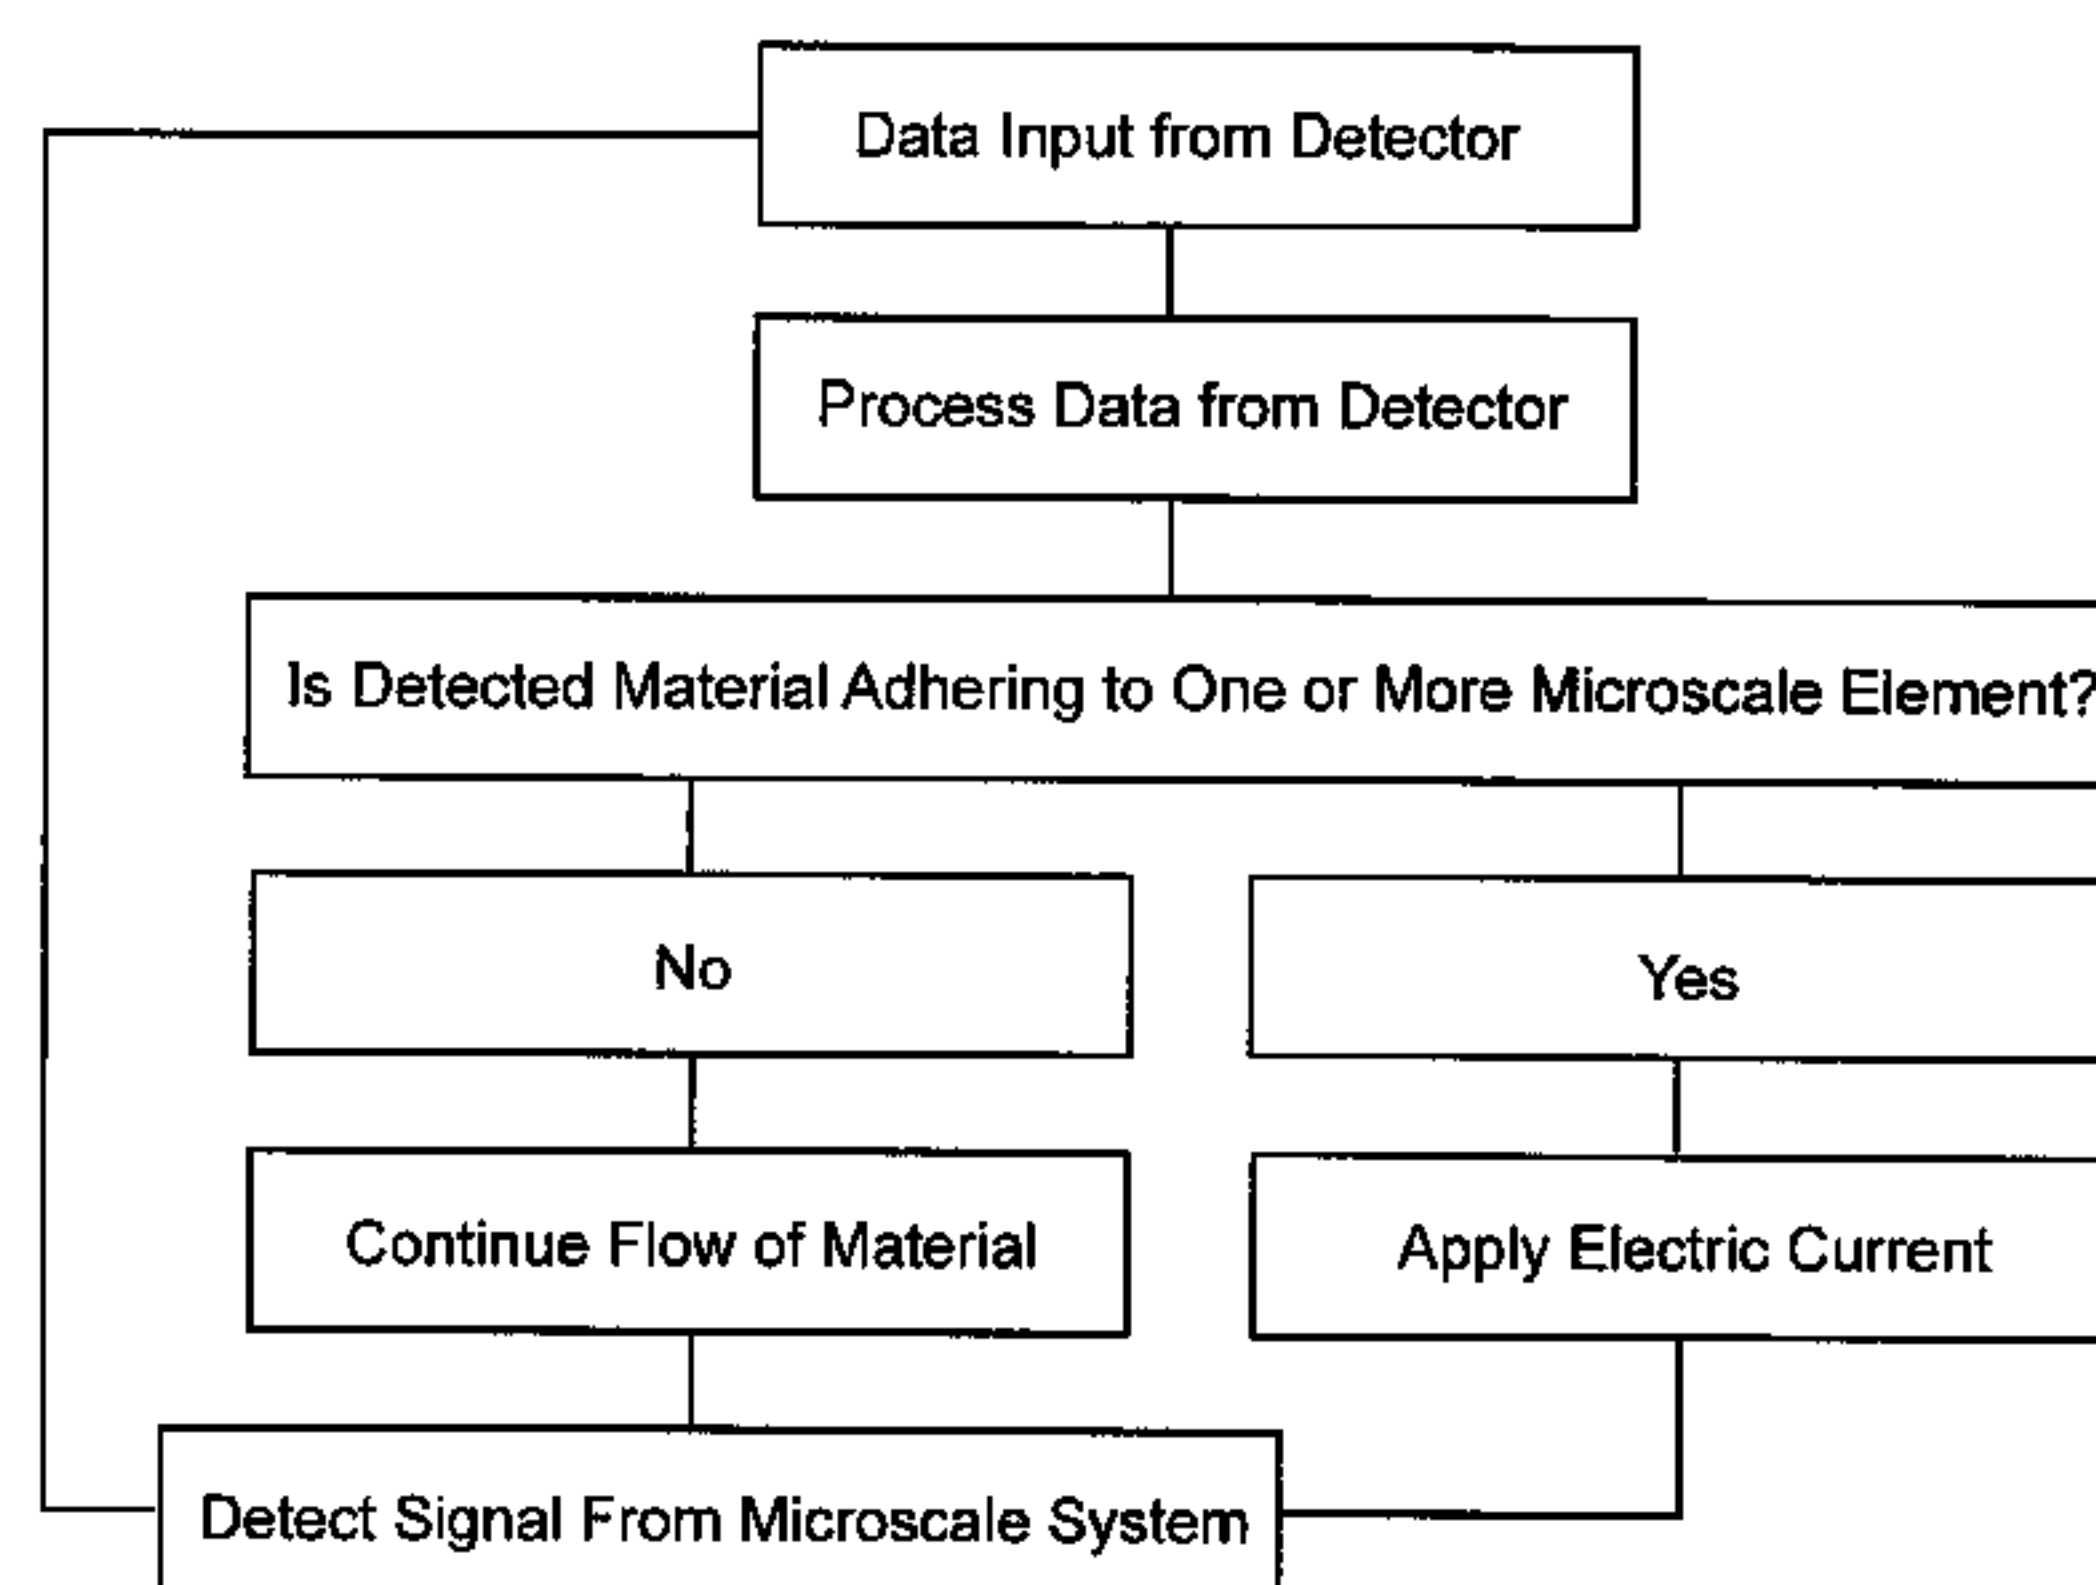 Data Input from Detector
Process Data from Detector
Is Detected Material Adhering to One or More Microscale Element?
No
Yes
Continue Flow of Material
Apply Electric Current
Detect Signal From Microscale System